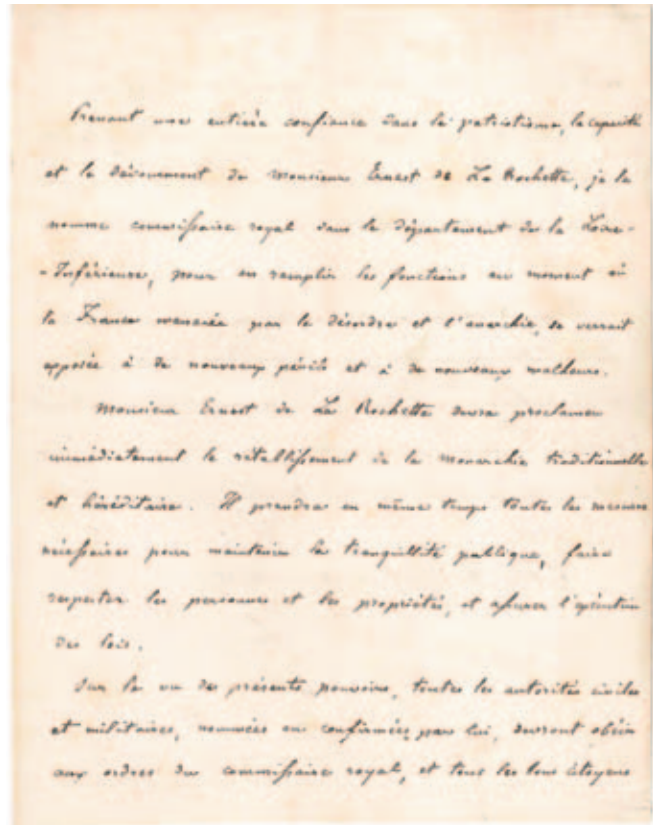 Prenant une entière confiance dans le patriotisme, la capacité
et le dévouement de Monsieur Ernest de La Rochette, je le
nomme commissaire royal dans le département de la Loire-
-Inférieure, pour en remplir les fonctions au moment où
la France menacée par le désordre et l'anarchie, se verrait
exposée à de nouveaux périls et à de nouveaux malheurs.
Monsieur Ernest de La Rochette devra proclamer
immédiatement le rétablissement de la monarchie traditionnelle
et héréditaire. Il prendra en même temps toutes les mesures
nécessaires pour maintenir la tranquillité publique, faire
respecter les personnes et les propriétés, et assurer l'exécution
des lois.
Sur le vu des présents pouvoirs, toutes les autorités civiles
et militaires, nommées ou confirmées par lui, devront obéir
aux ordres du commissaire royal, et tous les bons citoyens